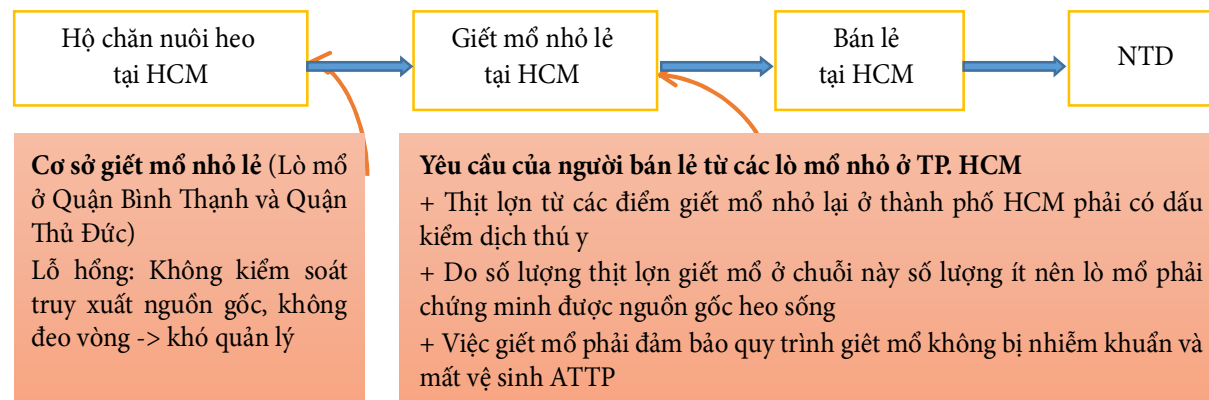 Hộ chăn nuôi heo
tại HCM
Giết mổ nhỏ lẻ
tại HCM
Bán lẻ
tại HCM
NTD
Cơ sở giết mổ nhỏ lẻ (Lò mổ
ở Quận Bình Thạnh và Quận
Thủ Đức)
Lỗ hổng: Không kiểm soát
truy xuất nguồn gốc, không
đeo vòng -> khó quản lý
Yêu cầu của người bán lẻ từ các lò mổ nhỏ ở TP. HCM
+ Thịt lợn từ các điểm giết mổ nhỏ lại ở thành phố HCM phải có dấu
kiểm dịch thú y
+ Do số lượng thịt lợn giết mổ ở chuỗi này số lượng ít nên lò mổ phải
chứng minh được nguồn gốc heo sống
+ Việc giết mổ phải đảm bảo quy trình giêt mổ không bị nhiễm khuẩn và
mất vệ sinh ATTP